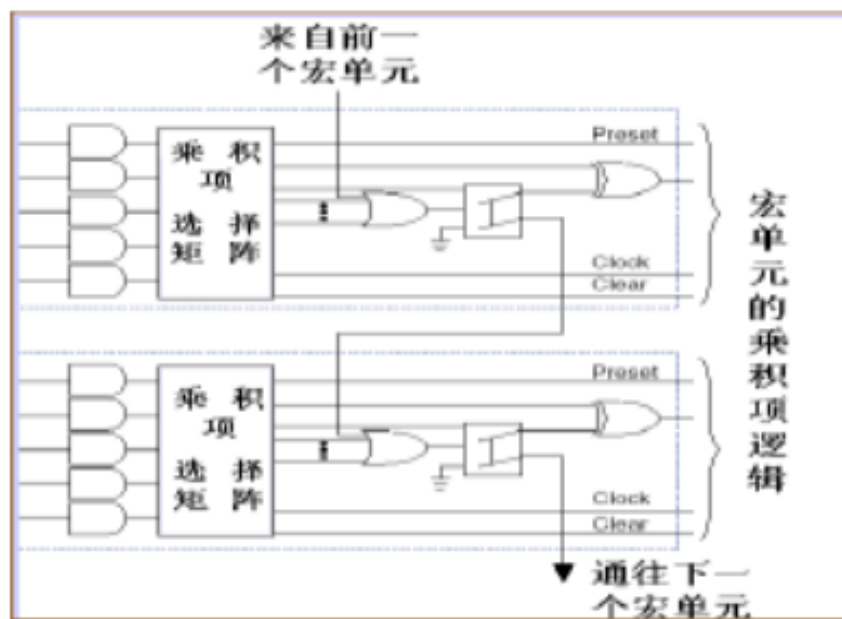 来自前一
个宏单元
Preset
乘 积
项
选 择
矩 阵
Clock
Clear
Preset
乘 积
项
选 择
矩 阵
Clock
Clear
宏单元的乘积项逻辑
通往下一
个宏单元